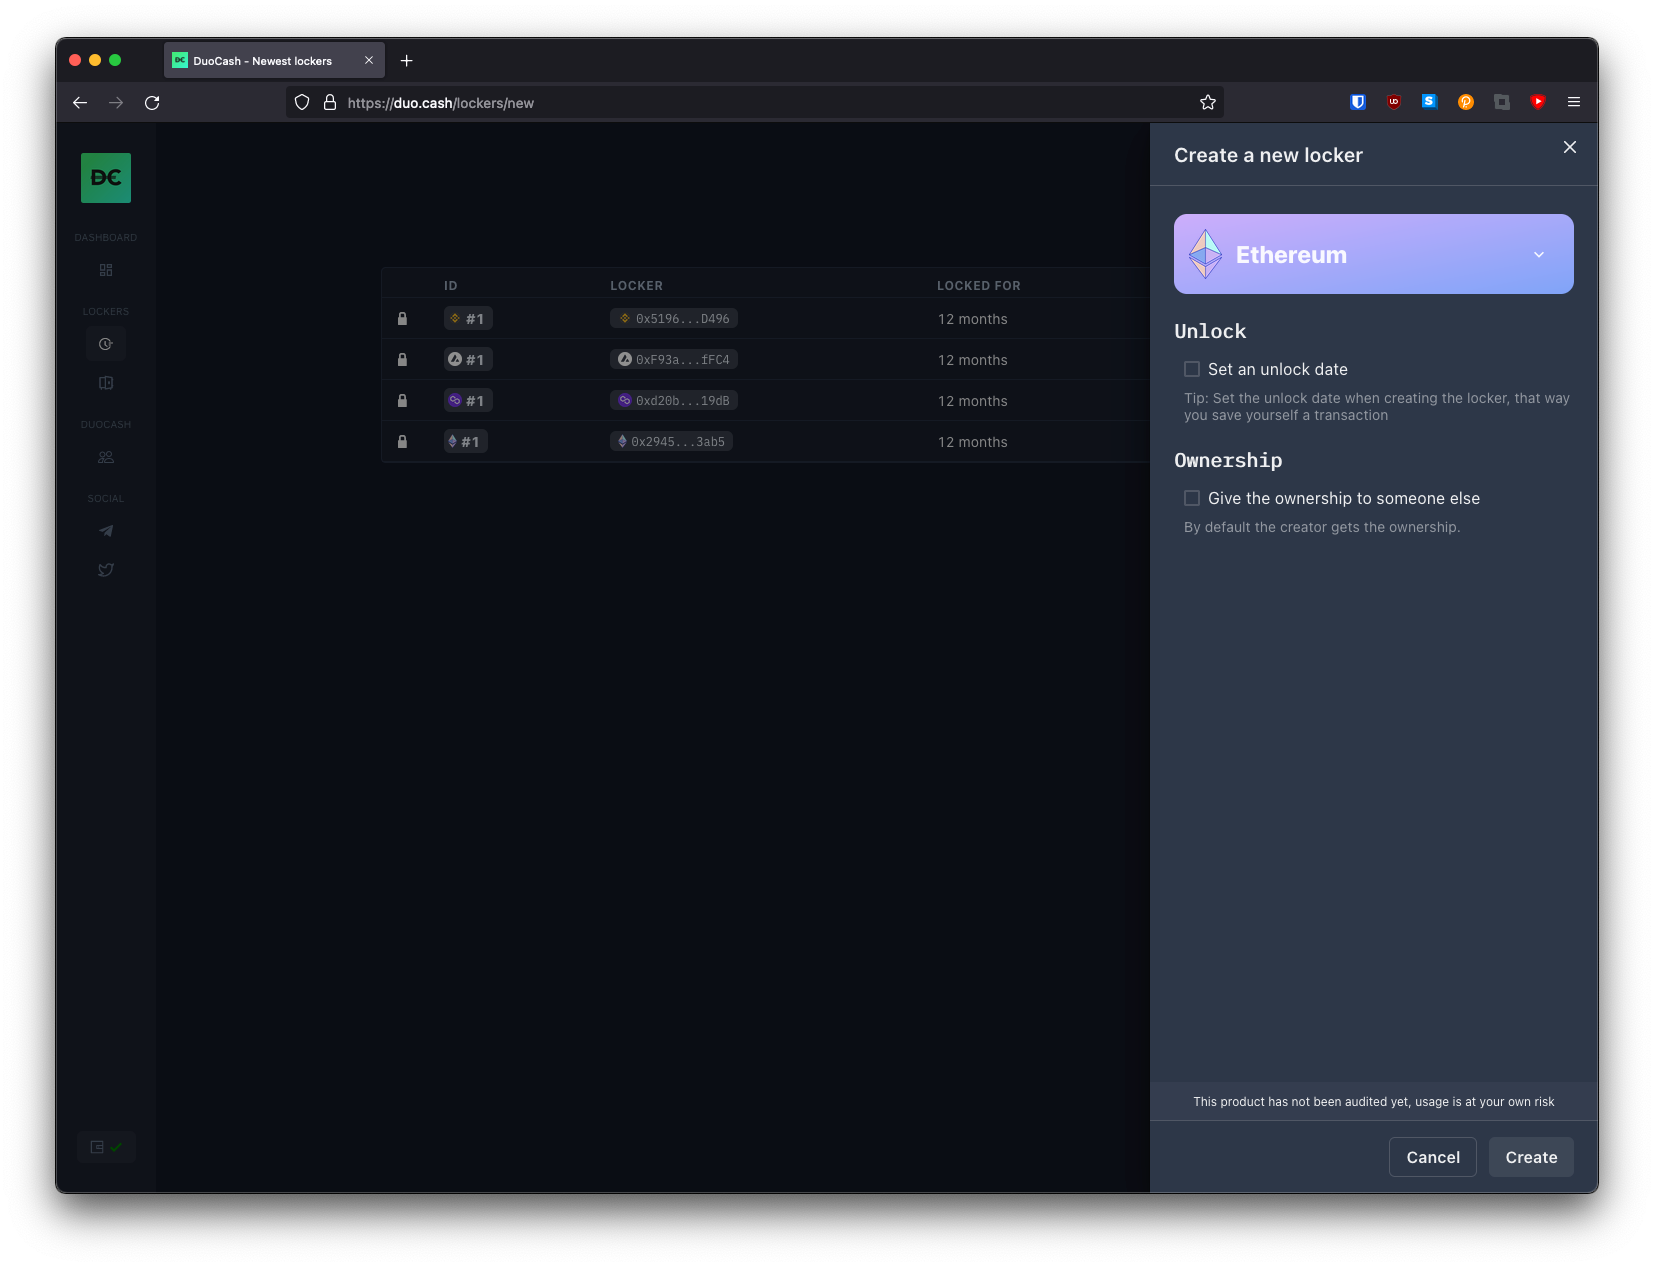 DuoCash - Newest lockers
https://duo.cash/lockers/new
DC
DASHBOARD
LOCKERS
DUOCASH
SOCIAL
ID LOCKER LOCKED FOR
#1 0x5196...D496 12 months
#1 0xF93a...fFC4 12 months
#1 0xd20b...19dB 12 months
#1 0x2945...3ab5 12 months
Create a new locker
Ethereum
Unlock
Set an unlock date
Tip: Set the unlock date when creating the locker, that way
you save yourself a transaction
Ownership
Give the ownership to someone else
By default the creator gets the ownership.
This product has not been audited yet, usage is at your own risk
Cancel Create